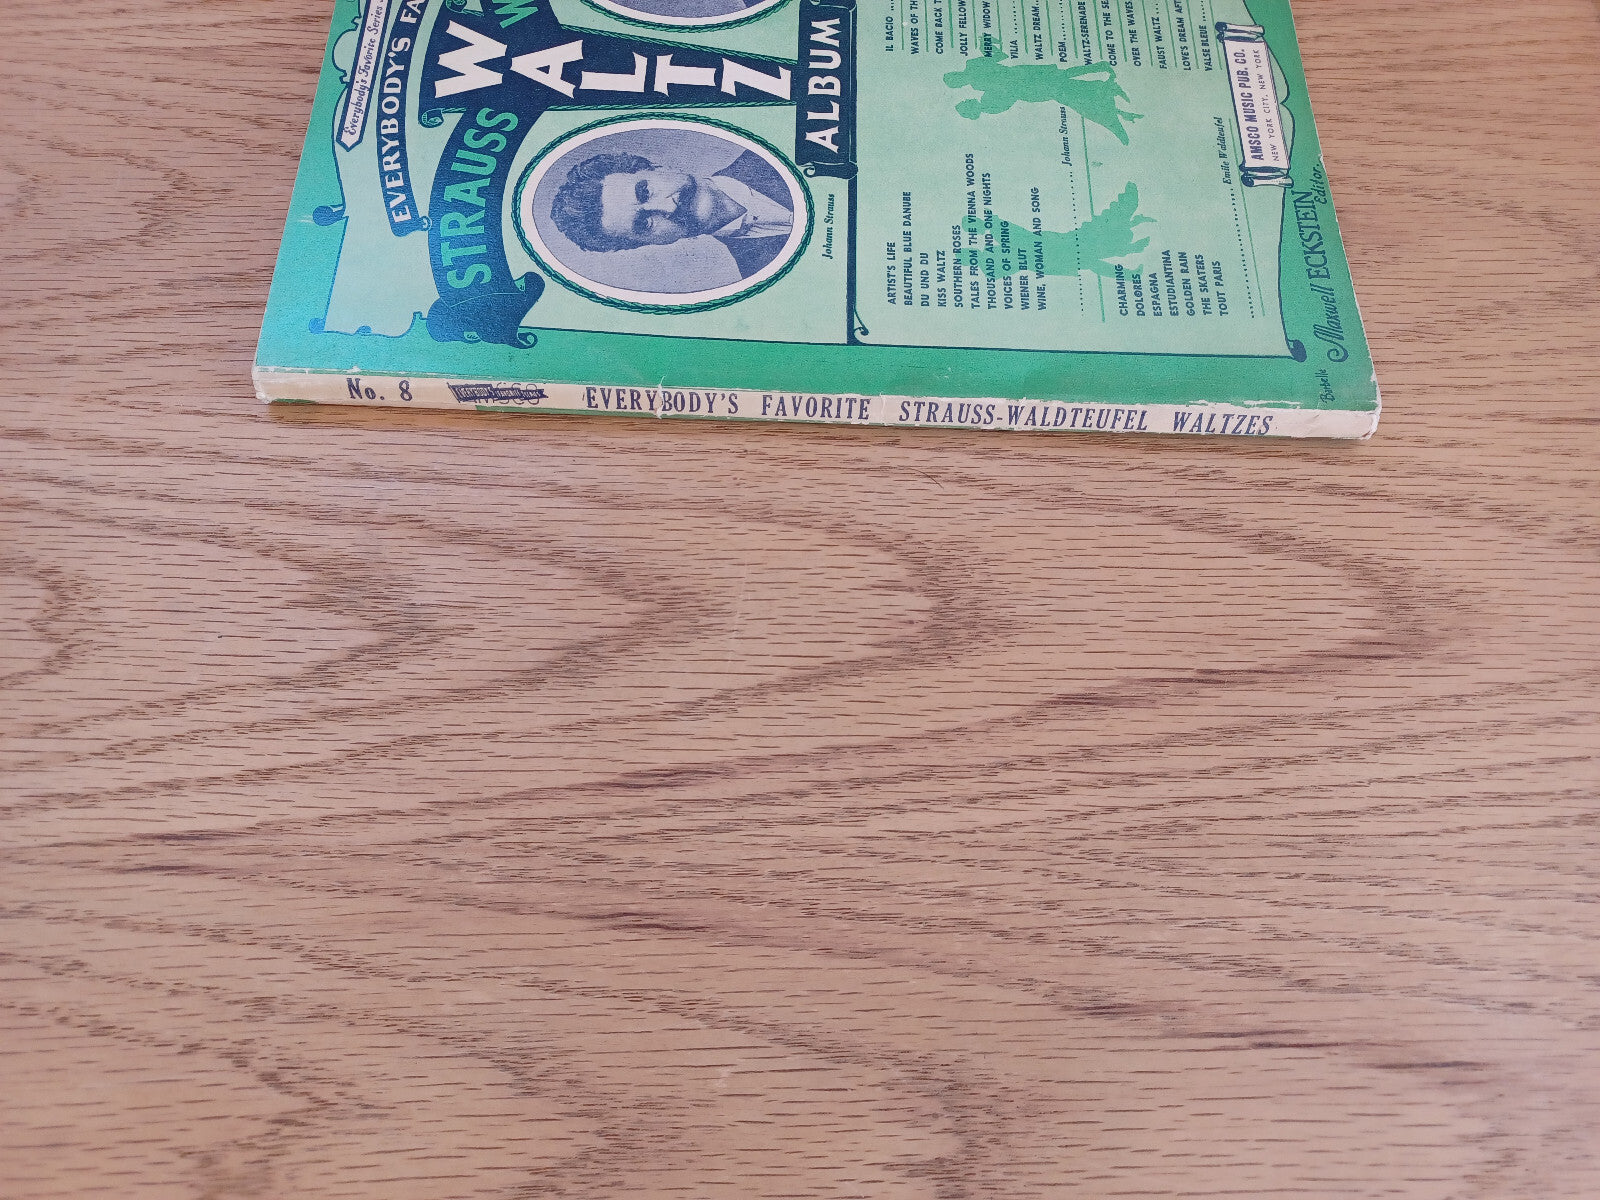 Everybody's Favorite Series
EVERYBODY'S FA
STRAUSS
W
WALTZ
ALBUM
Johann Strauss
ARTIST'S LIFE
BEAUTIFUL BLUE DANUBE
DU UND DU
KISS WALTZ
SOUTHERN ROSES
TALES FROM THE VIENNA WOODS
THOUSAND AND ONE NIGHTS
VOICES OF SPRING
WIENER BLUT
WINE, WOMAN AND SONG
Johann Strauss
CHARMING
DOLORES
ESPAGNA
ESTUDIANTINA
GOLDEN RAIN
THE SKATERS
TOUT PARIS
Emile Waldteufel
IL BACIO
WAVES OF TH
COME BACK T
JOLLY FELLOW
MERRY WIDOW
VILIA
WALTZ DREAM
POEM
WALTZ-SERENADE
COME TO THE SE
OVER THE WAVES
FAUST WALTZ
LOVE'S DREAM AFT
VALSE BLEUE
AMSCO MUSIC PUB. CO.
NEW YORK CITY, NEW YORK
Maxwell ECKSTEIN
Editor
Barbelle
No. 8 EVERYBODY'S FAVORITE STRAUSS-WALDTEUFEL WALTZES